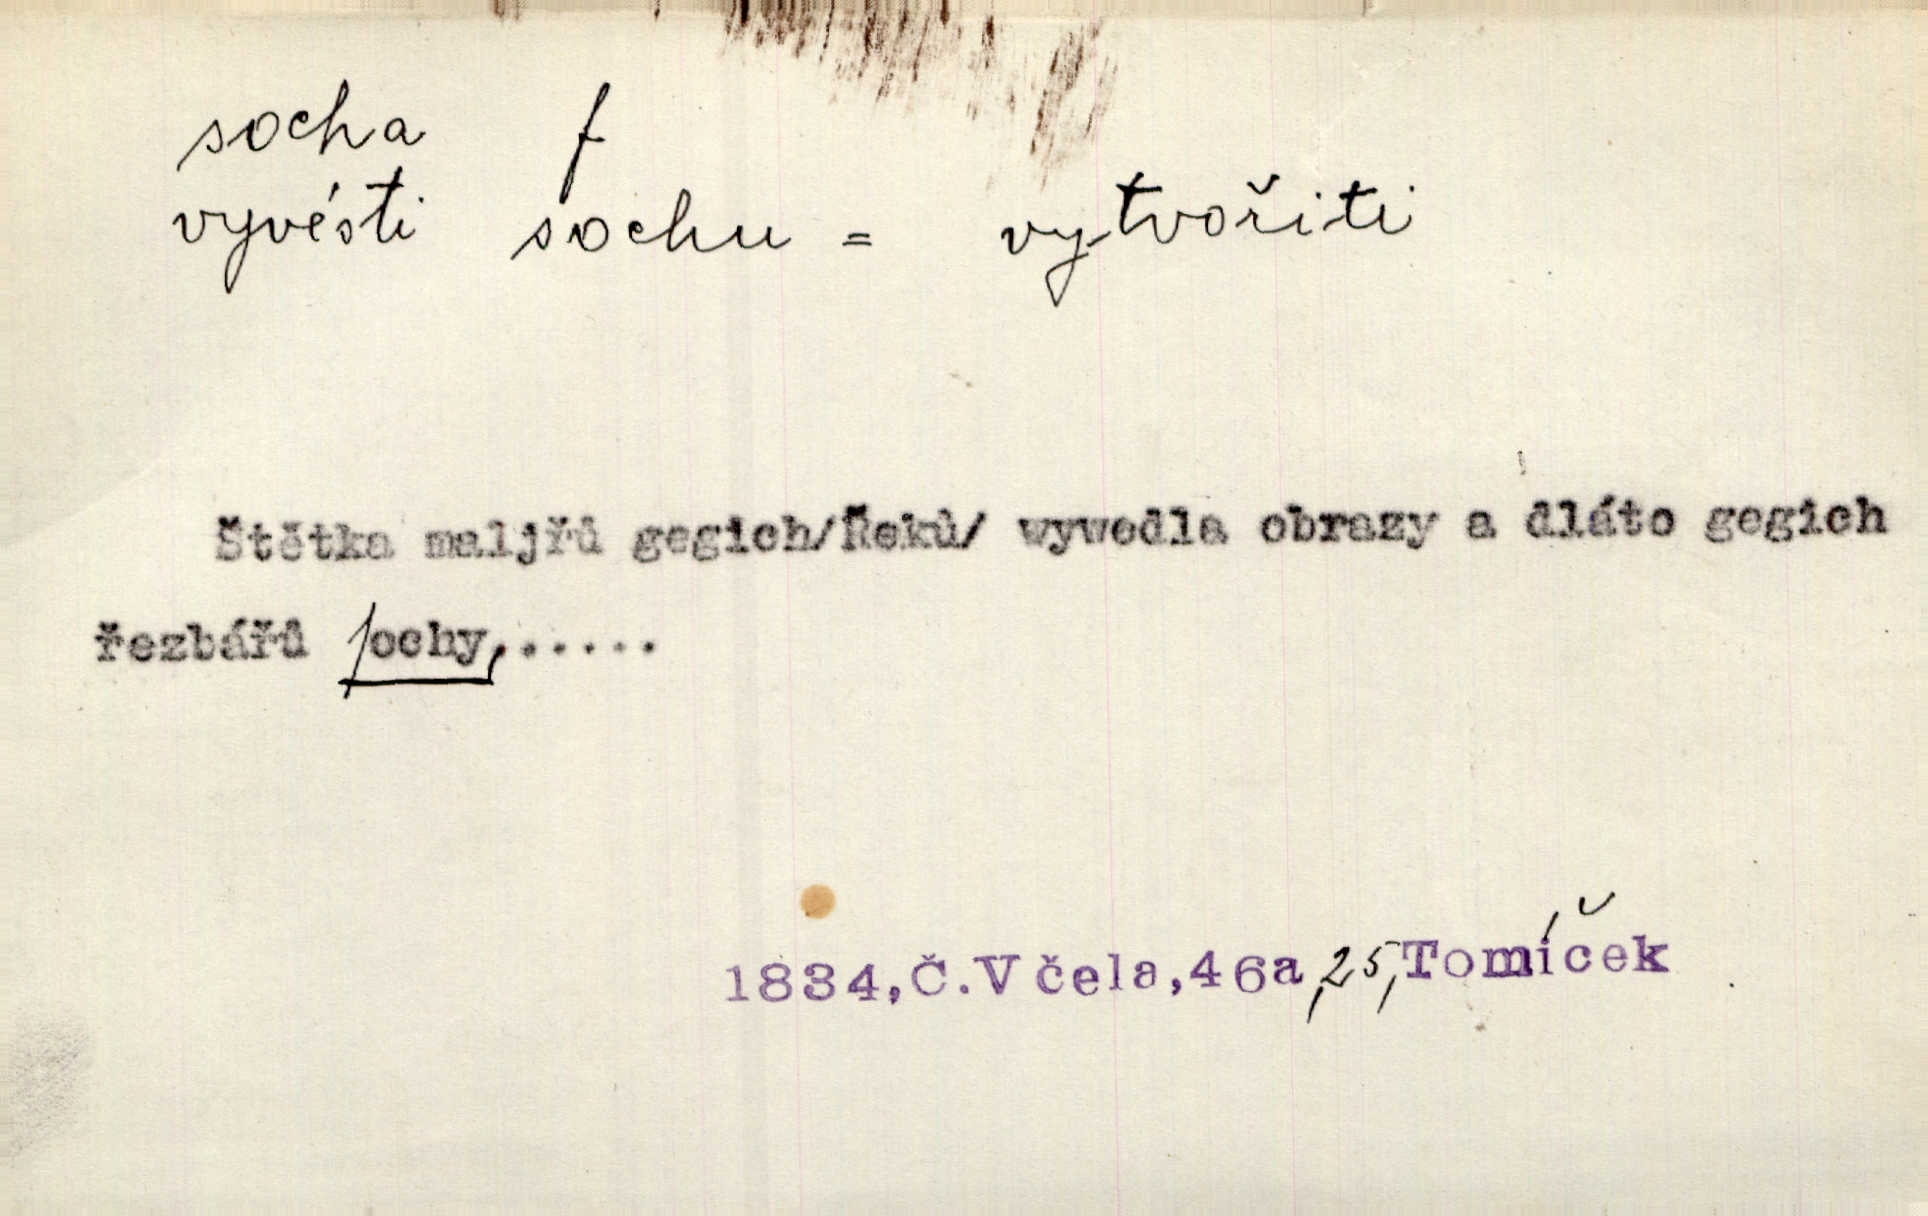 socha f
vyvésti sochu = vytvořiti
Štětka maljřů gegich/Řeků/ wywedla obrazy a dláto gegich
řezbářů ſochy,......
1834,Č.Včela,46a,25,Tomíček